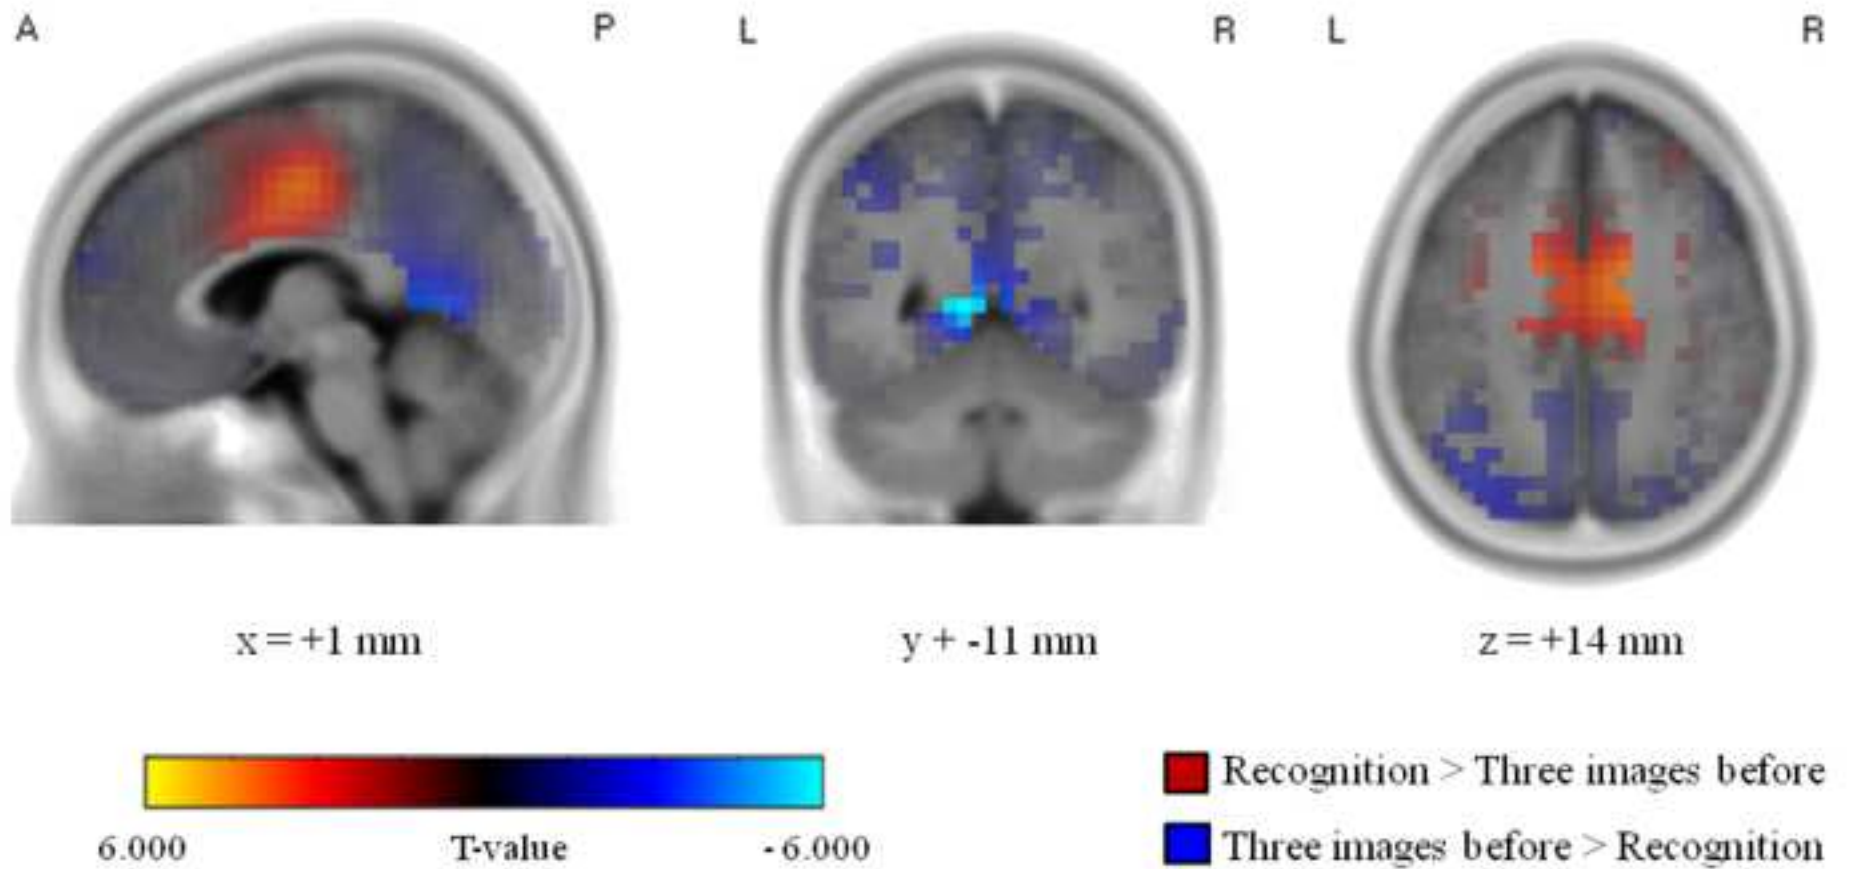 A P L R L R
x = +1 mm y + -11 mm z = +14 mm
6.000 T-value - 6.000
Recognition > Three images before
Three images before > Recognition